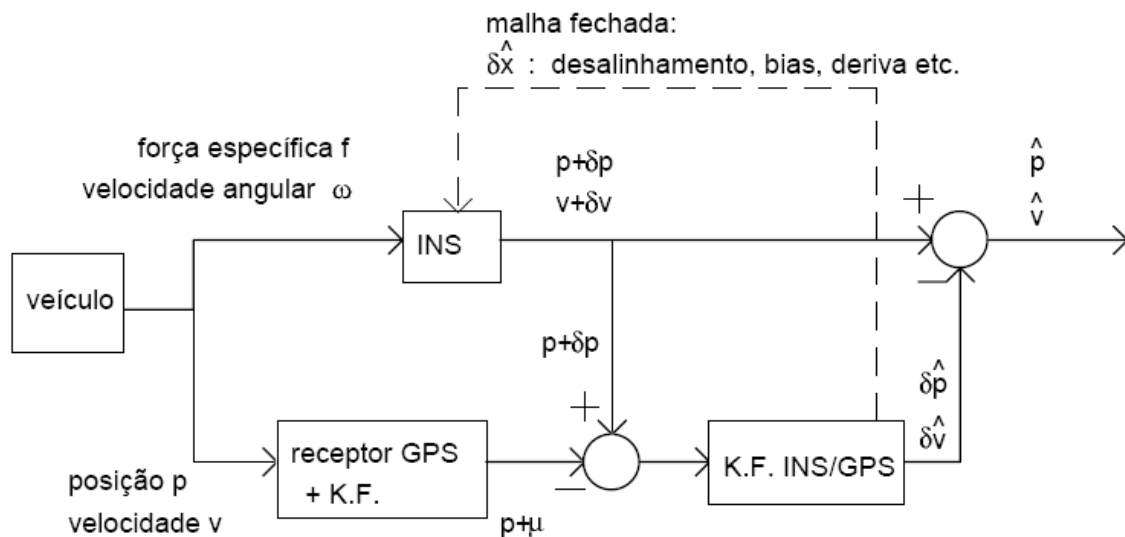 malha fechada:
δx̂ : desalinhamento, bias, deriva etc.
força específica f
velocidade angular ω
p+δp
v+δv
p̂
v̂
+
INS
−
veículo
p+δp
δp̂
δv̂
+
receptor GPS
+ K.F.
K.F. INS/GPS
−
posição p
velocidade v
p+μ